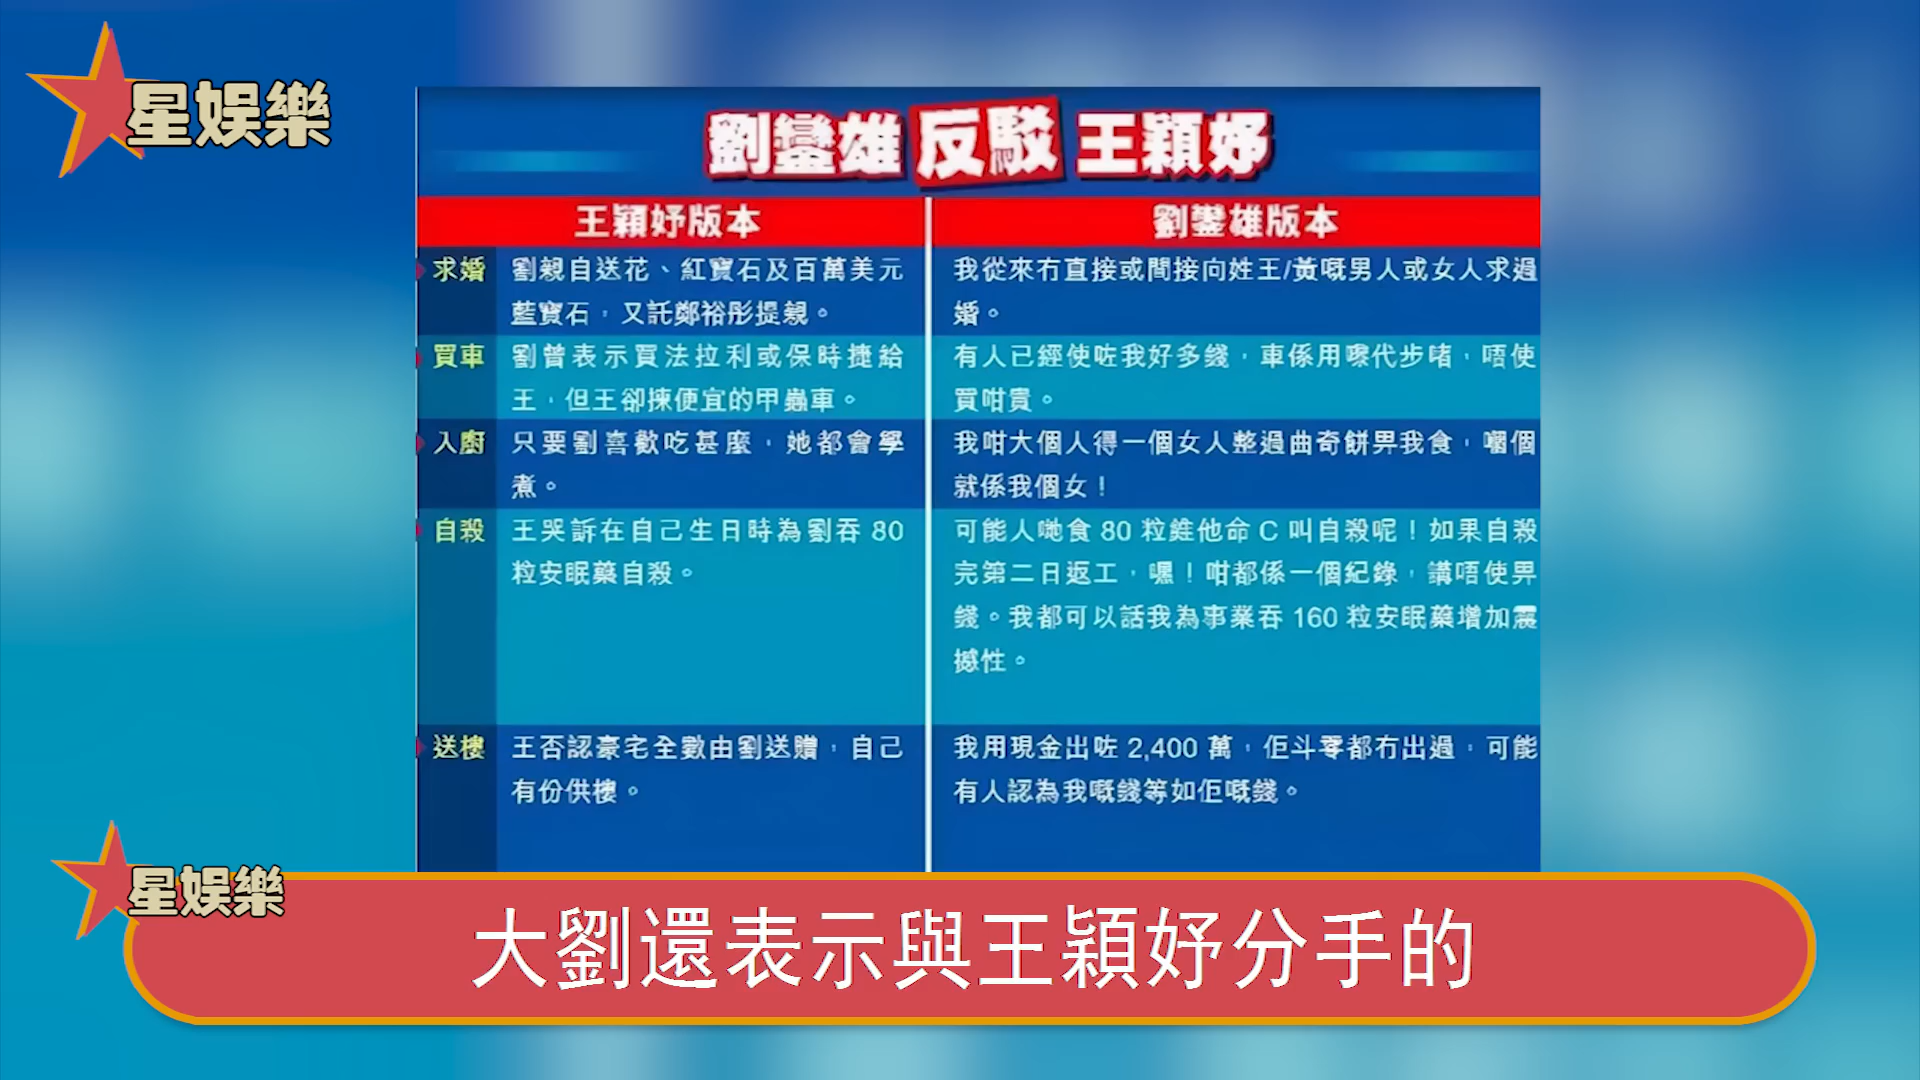 星娛樂
劉鑾雄反駁王穎妤
王穎妤版本
劉鑾雄版本
求婚
劉親自送花、紅寶石及百萬美元
藍寶石，又託鄭裕彤提親。
我從來冇直接或間接向姓王/黃嘅男人或女人求過
婚。
買車
劉曾表示買法拉利或保時捷給
王，但王卻揀便宜的甲蟲車。
有人已經使咗我好多錢，車係用嚟代步啫，唔使
買咁貴。
入廚
只要劉喜歡吃甚麼，她都會學
煮。
我咁大個人得一個女人整過曲奇餅畀我食，嗰個
就係我個女！
自殺
王哭訴在自己生日時為劉吞 80
粒安眠藥自殺。
可能人哋食 80 粒維他命 C 叫自殺呢！如果自殺
完第二日返工，嘿！咁都係一個紀錄，講唔使畀
錢。我都可以話我為事業吞 160 粒安眠藥增加震
撼性。
送樓
王否認豪宅全數由劉送贈，自己
有份供樓。
我用現金出咗 2,400 萬，佢斗零都冇出過，可能
有人認為我嘅錢等如佢嘅錢。
星娛樂
大劉還表示與王穎妤分手的